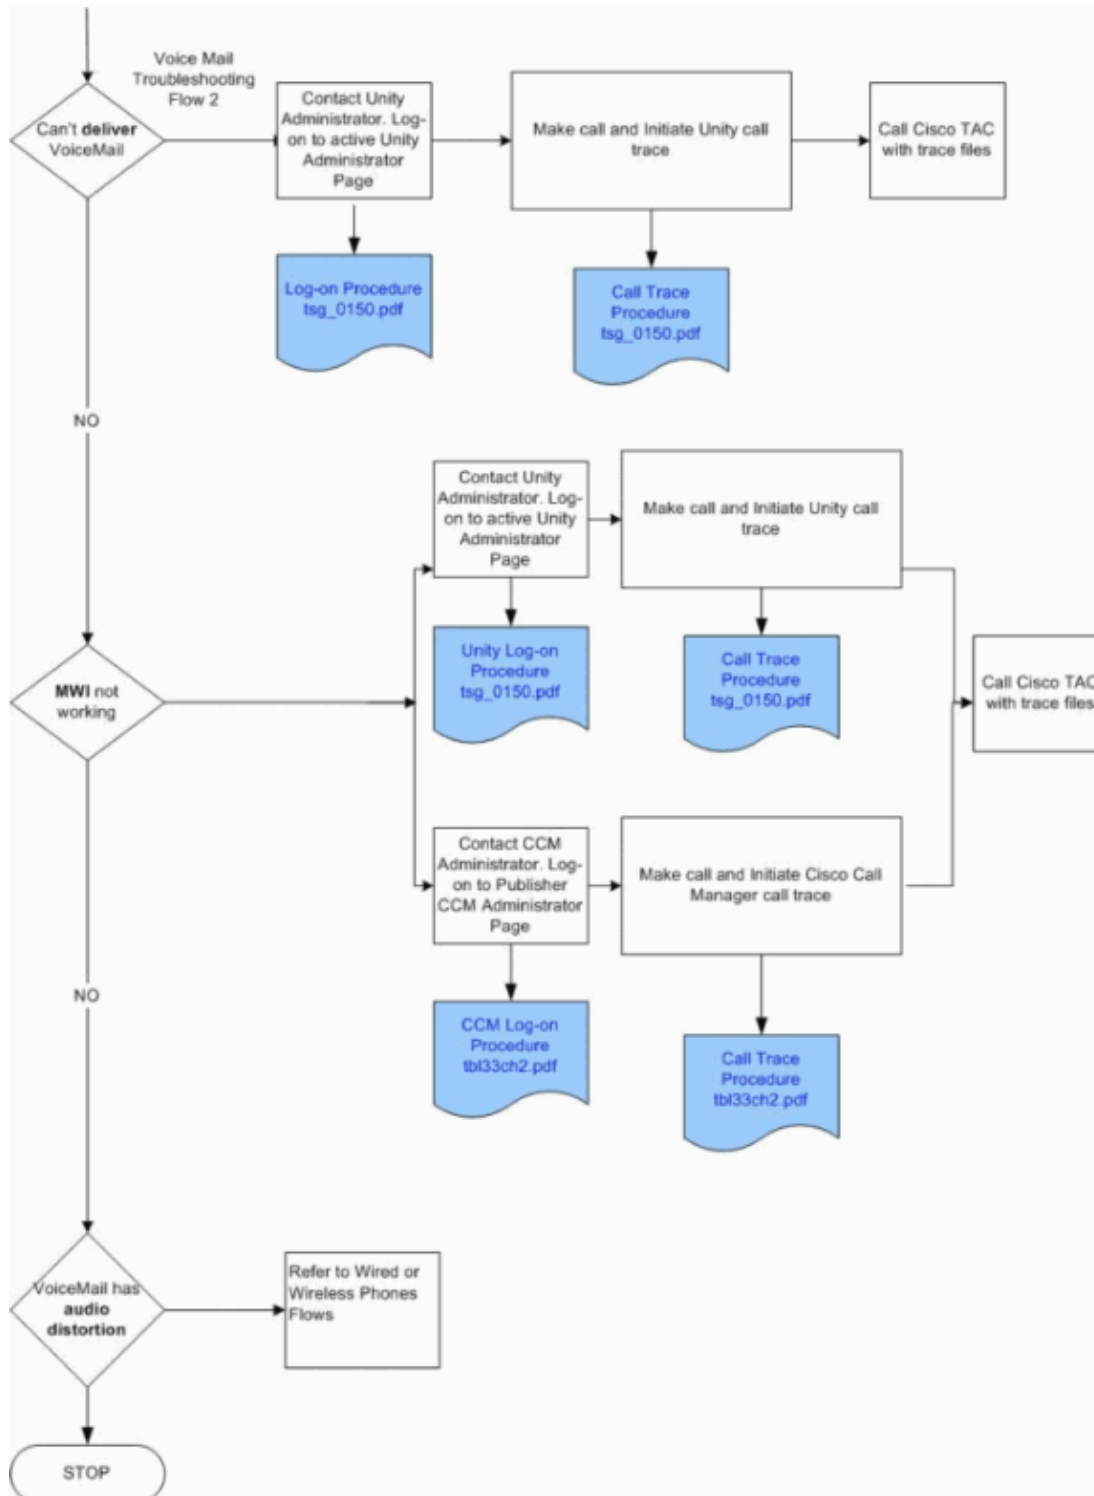 Voice Mail
Troubleshooting
Flow 2
Can't deliver
VoiceMail
Contact Unity
Administrator. Log-
on to active Unity
Administrator
Page
Make call and Initiate Unity call
trace
Call Cisco TAC
with trace files
Log-on Procedure
tsg_0150.pdf
Call Trace
Procedure
tsg_0150.pdf
NO
Contact Unity
Administrator. Log-
on to active Unity
Administrator
Page
Make call and Initiate Unity call
trace
Unity Log-on
Procedure
tsg_0150.pdf
Call Trace
Procedure
tsg_0150.pdf
MWI not
working
Call Cisco TAC
with trace files
Contact CCM
Administrator. Log-
on to Publisher
CCM Administrator
Page
Make call and Initiate Cisco Call
Manager call trace
NO
CCM Log-on
Procedure
tbl33ch2.pdf
Call Trace
Procedure
tbl33ch2.pdf
VoiceMail has
audio
distortion
Refer to Wired or
Wireless Phones
Flows
STOP